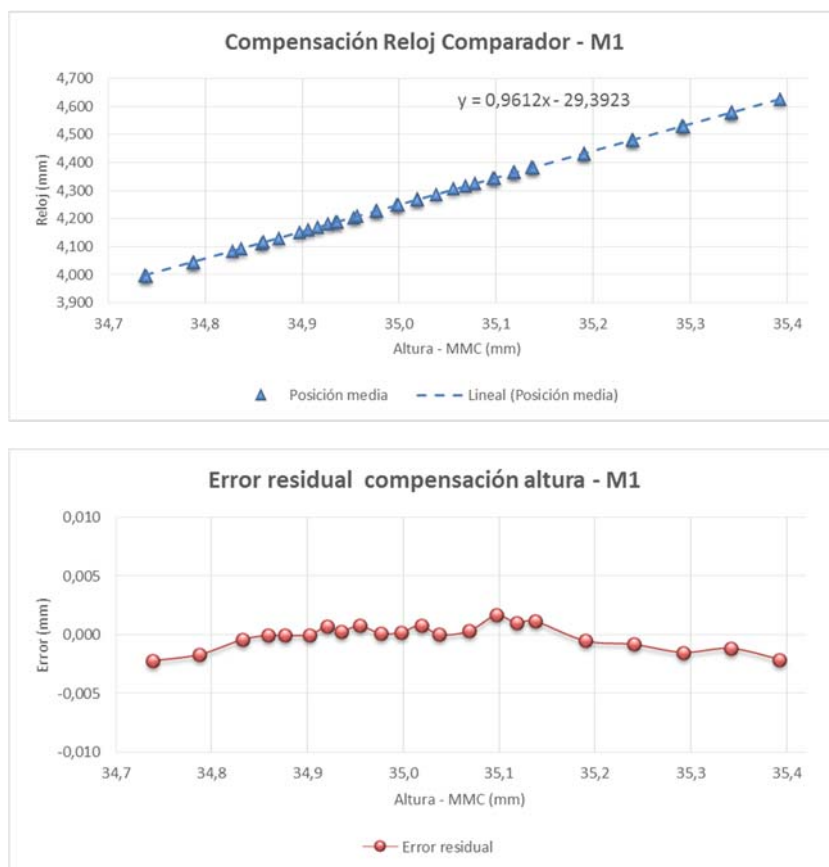 Compensación Reloj Comparador - M1
4,700
4,600
4,500
4,400
4,300
4,200
4,100
4,000
3,900
Reloj (mm)
y = 0,9612x - 29,3923
34,7 34,8 34,9 35,0 35,1 35,2 35,3 35,4
Altura - MMC (mm)
Posición media Lineal (Posición media)
Error residual compensación altura - M1
0,010
0,005
0,000
-0,005
-0,010
Error (mm)
34,7 34,8 34,9 35,0 35,1 35,2 35,3 35,4
Altura - MMC (mm)
Error residual